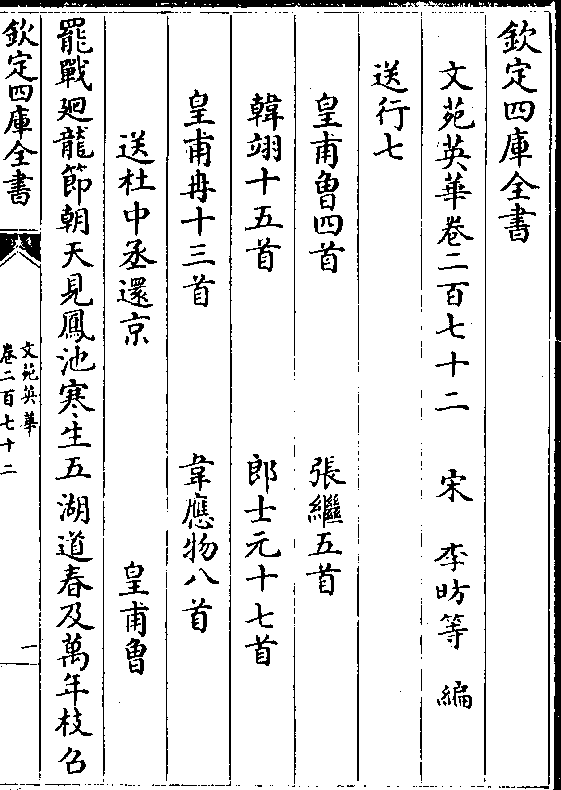 欽定四庫全書
文苑英華卷二百七十二　宋　李昉等　編
送行七
皇甫魯四首　張繼五首
韓翊十五首　郎士元十七首
皇甫冉十三首　韋應物八首
送杜中丞還京　皇甫魯
罷戰廻龍節朝天見鳳池寒生五湖道春及萬年枝召
欽定四庫全書
文苑英華
卷二百七十二
一